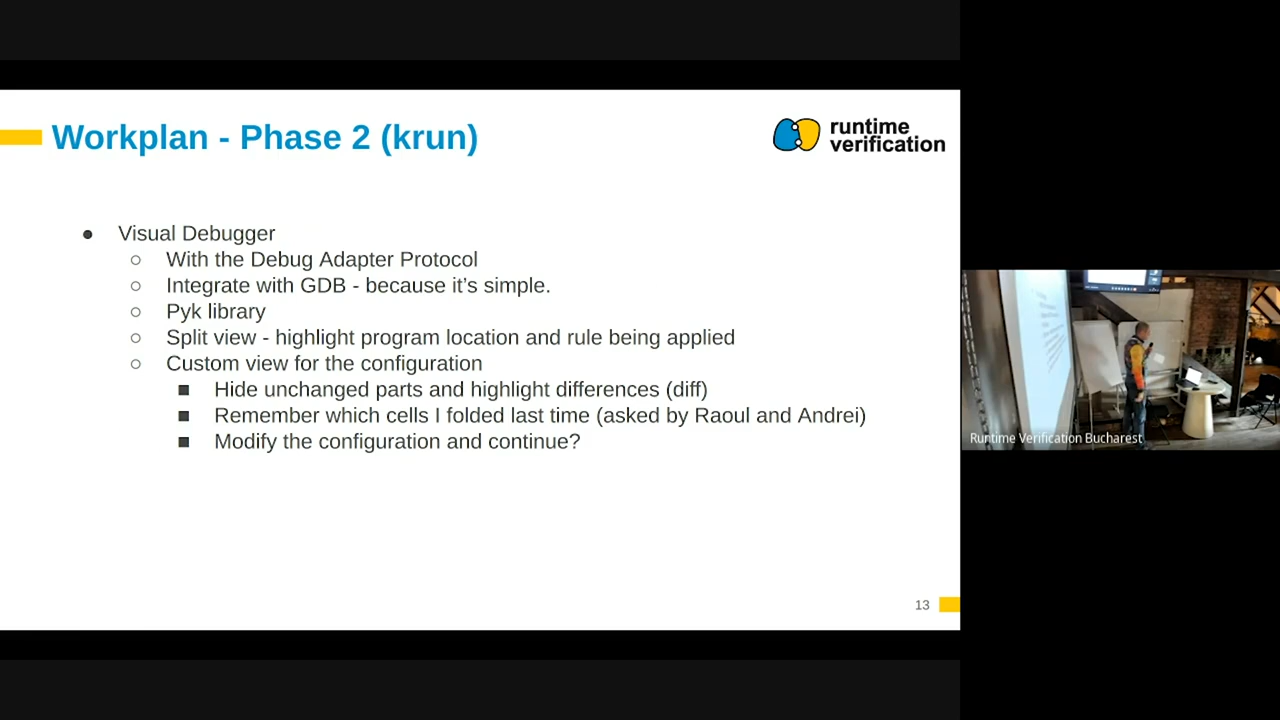 Workplan - Phase 2 (krun)
runtime
verification
● Visual Debugger
○ With the Debug Adapter Protocol
○ Integrate with GDB - because it’s simple.
○ Pyk library
○ Split view - highlight program location and rule being applied
○ Custom view for the configuration
■ Hide unchanged parts and highlight differences (diff)
■ Remember which cells I folded last time (asked by Raoul and Andrei)
■ Modify the configuration and continue?
13
Runtime Verification Bucharest